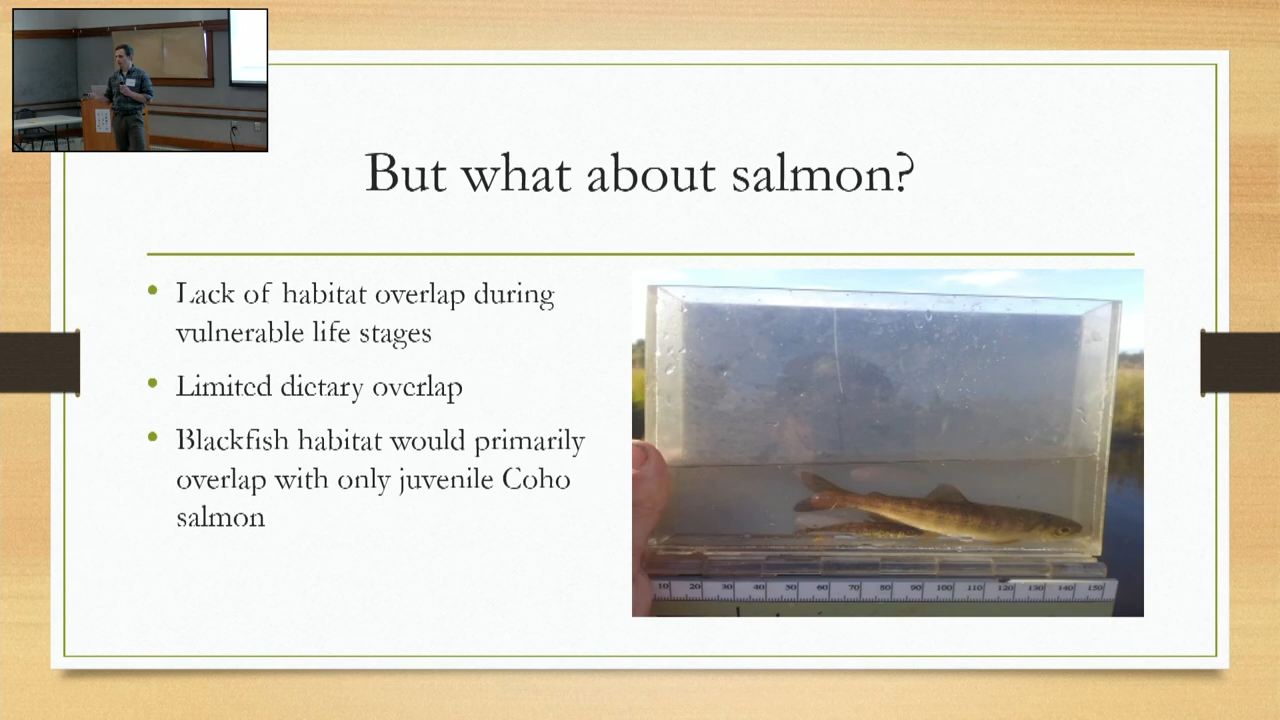 But what about salmon?
• Lack of habitat overlap during
vulnerable life stages
• Limited dietary overlap
• Blackfish habitat would primarily
overlap with only juvenile Coho
salmon
10 20 30 40 50 60 70 80 90 100 110 120 130 140 150